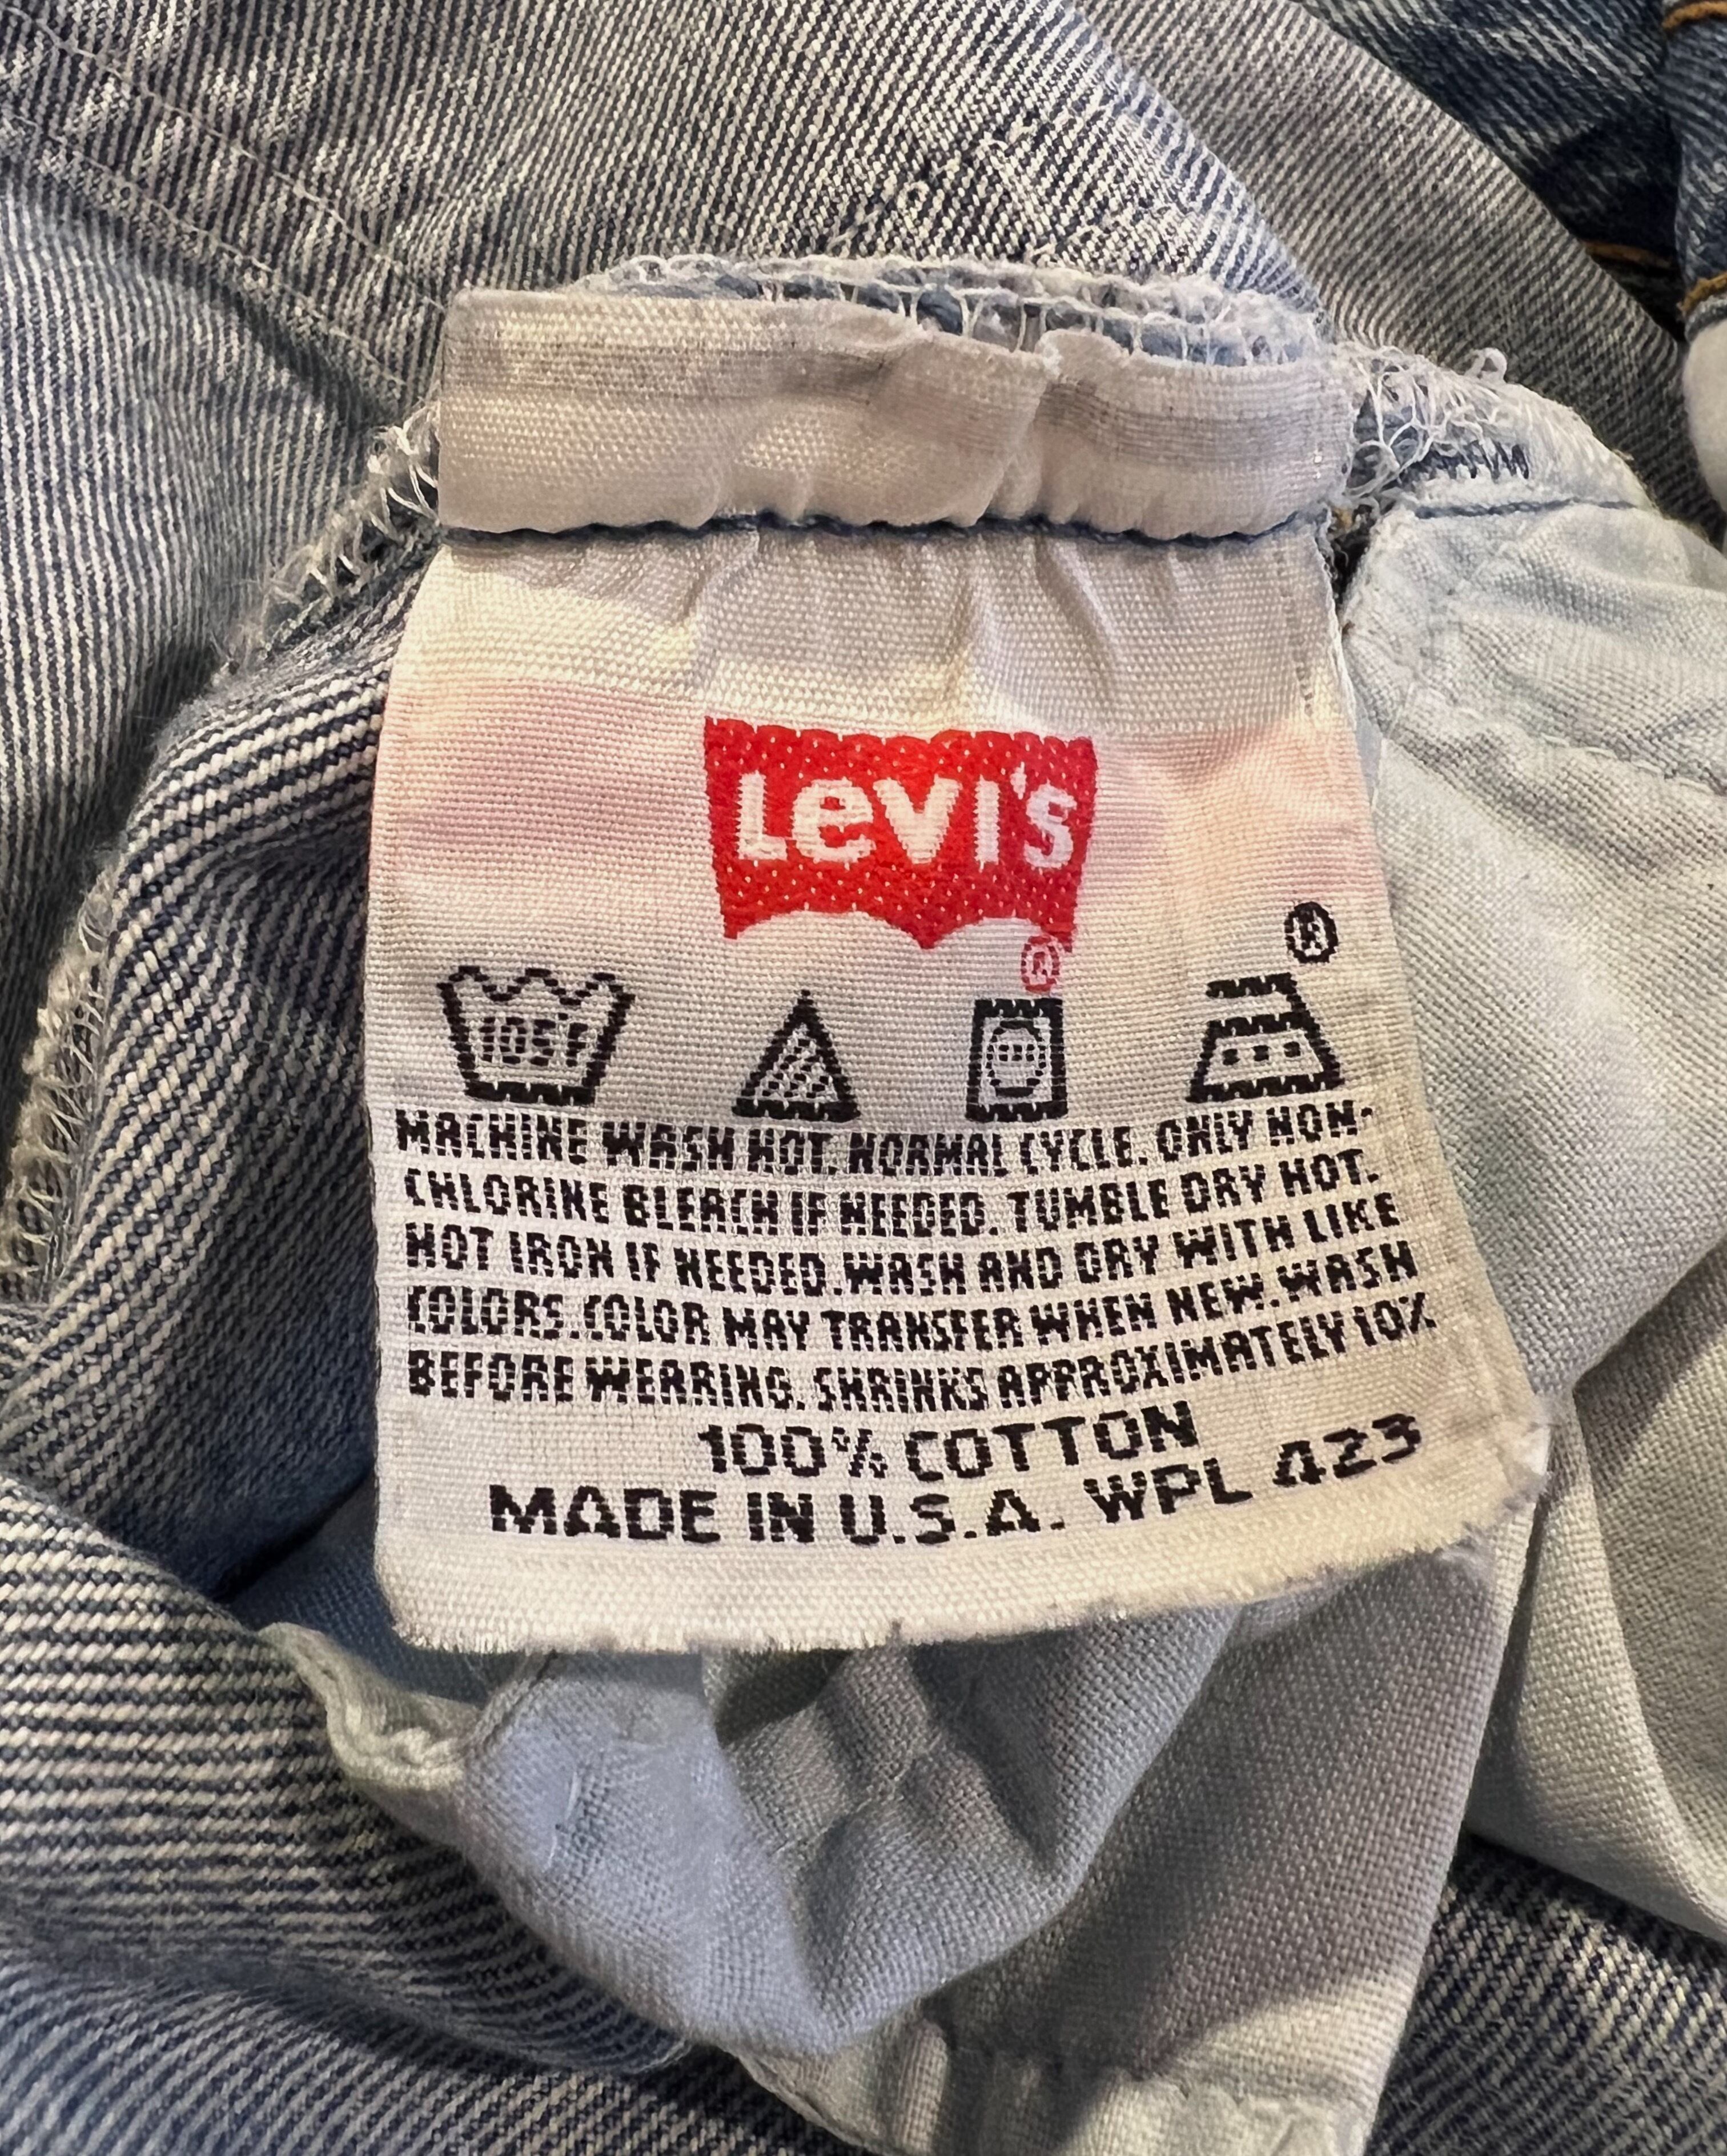 Levi's
®
®
105F
MACHINE WASH HOT. NORMAL CYCLE. ONLY NON-
CHLORINE BLEACH IF NEEDED. TUMBLE DRY HOT.
HOT IRON IF NEEDED. WASH AND DRY WITH LIKE
COLORS. COLOR MAY TRANSFER WHEN NEW. WASH
BEFORE WEARING. SHRINKS APPROXIMATELY 10%
100% COTTON
MADE IN U.S.A. WPL 423